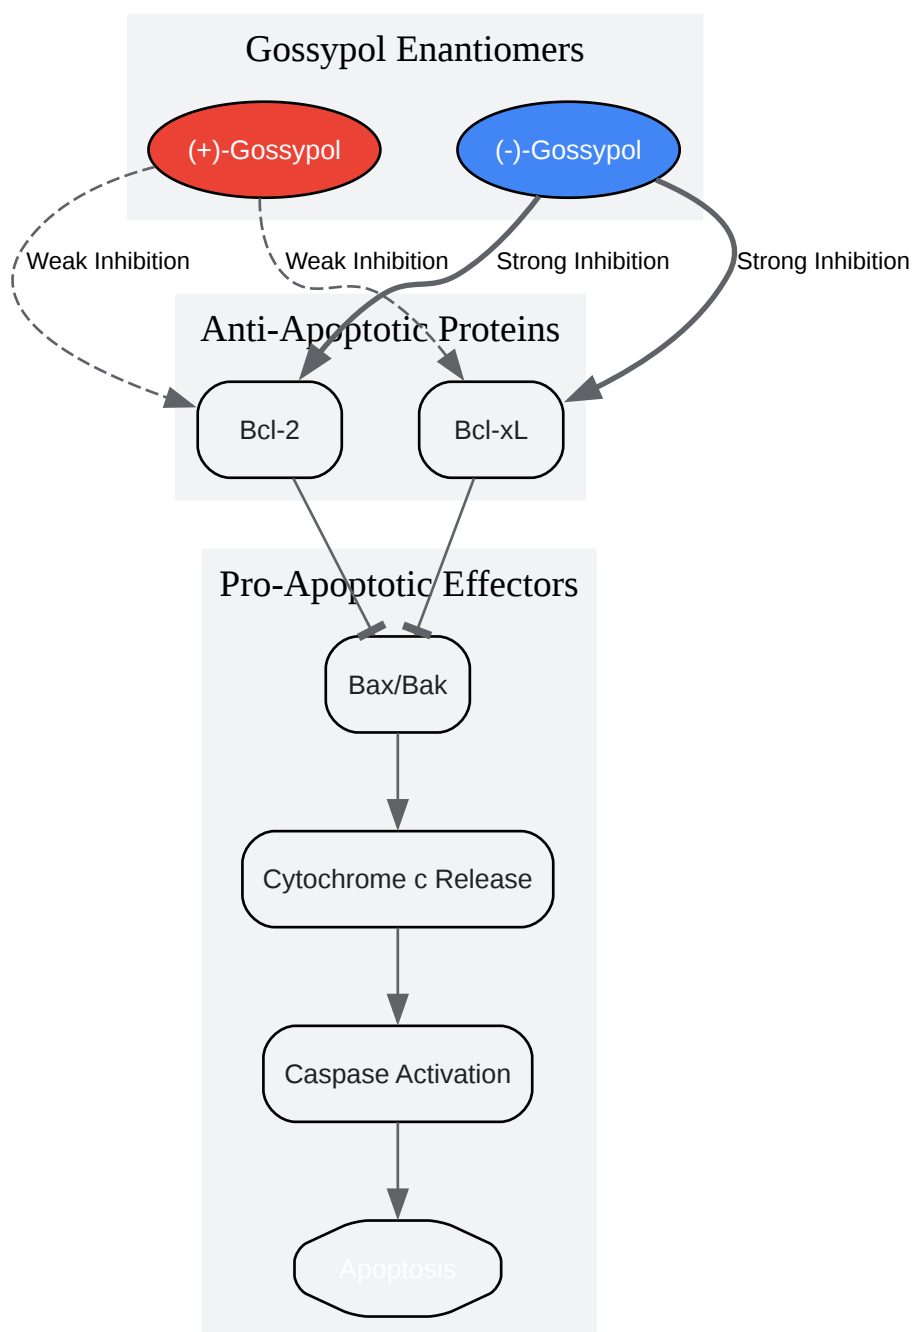 Gossypol Enantiomers
(+)-Gossypol
(-)-Gossypol
Weak Inhibition
Weak Inhibition
Strong Inhibition
Strong Inhibition
Anti-Apoptotic Proteins
Bcl-2
Bcl-xL
Pro-Apoptotic Effectors
Bax/Bak
Cytochrome c Release
Caspase Activation
Apoptosis